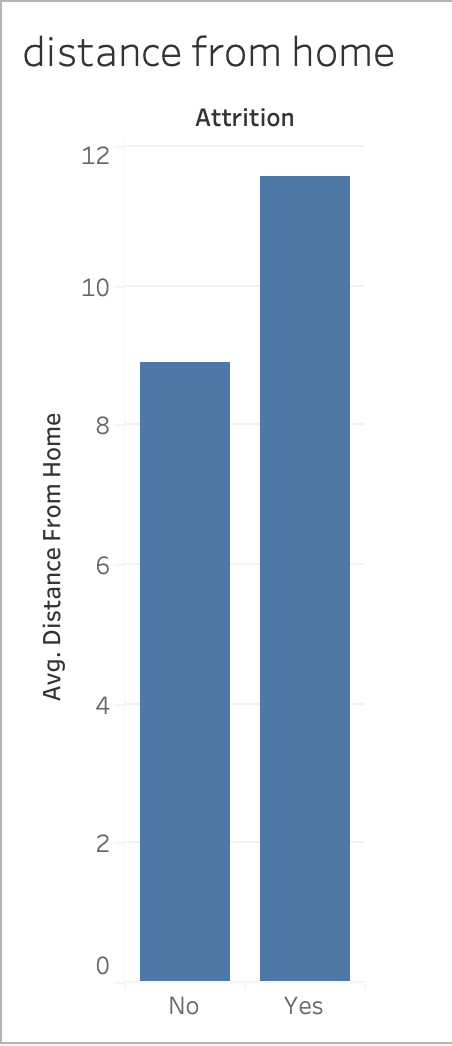 distance from home
Attrition
12
10
8
6
4
2
0
Avg. Distance From Home
No
Yes